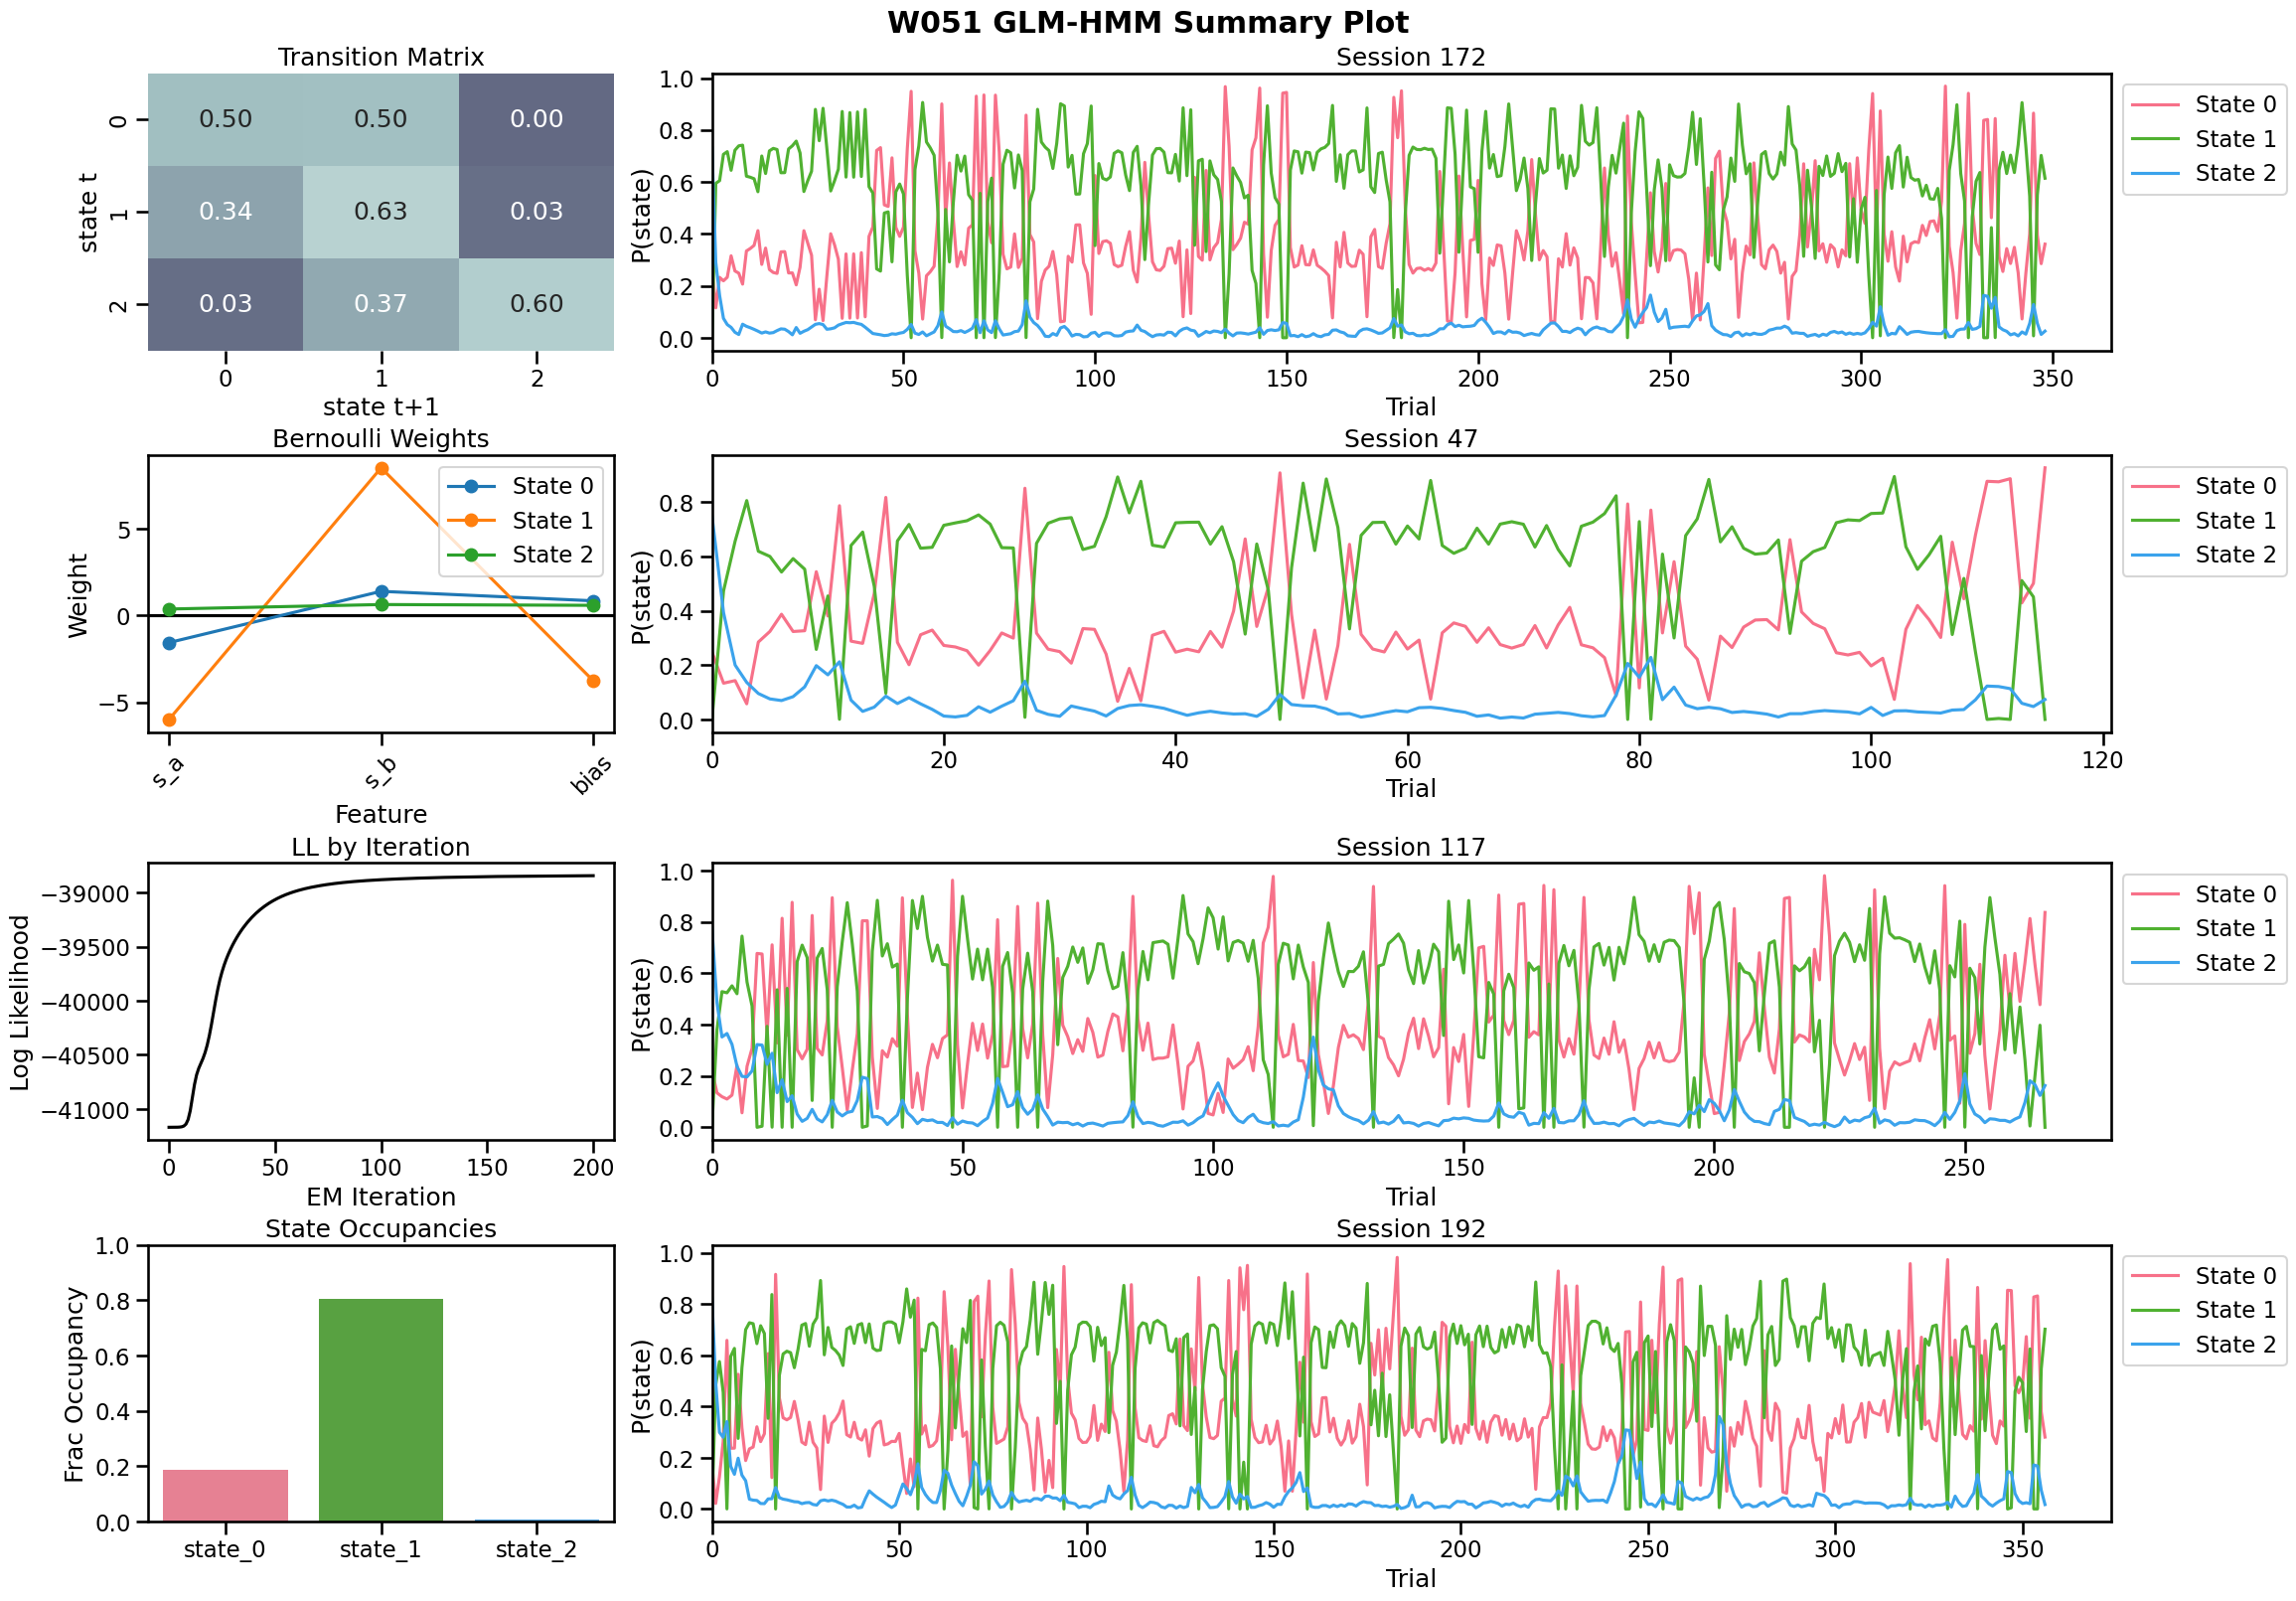 W051 GLM-HMM Summary Plot
Transition Matrix
0.50 0.50 0.00
0.34 0.63 0.03
0.03 0.37 0.60
0
1
2
state t
0 1 2
state t+1
Session 172
1.0
0.8
0.6
0.4
0.2
0.0
P(state)
0 50 100 150 200 250 300 350
Trial
State 0
State 1
State 2
Bernoulli Weights
5
0
−5
Weight
State 0
State 1
State 2
s_a s_b bias
Feature
Session 47
0.8
0.6
0.4
0.2
0.0
P(state)
0 20 40 60 80 100 120
Trial
State 0
State 1
State 2
LL by Iteration
−39000
−39500
−40000
−40500
−41000
Log Likelihood
0 50 100 150 200
EM Iteration
Session 117
1.0
0.8
0.6
0.4
0.2
0.0
P(state)
0 50 100 150 200 250
Trial
State 0
State 1
State 2
State Occupancies
1.0
0.8
0.6
0.4
0.2
0.0
Frac Occupancy
state_0 state_1 state_2
Session 192
1.0
0.8
0.6
0.4
0.2
0.0
P(state)
0 50 100 150 200 250 300 350
Trial
State 0
State 1
State 2